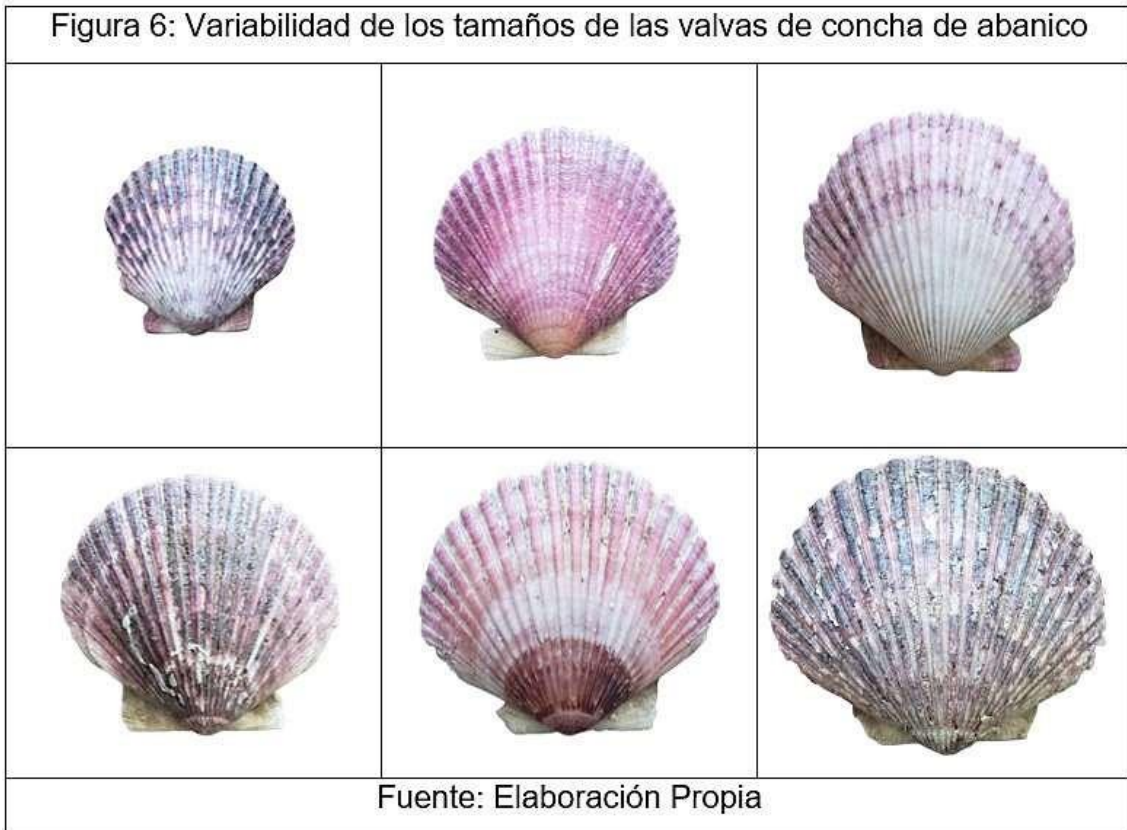 Figura 6: Variabilidad de los tamaños de las valvas de concha de abanico
Fuente: Elaboración Propia